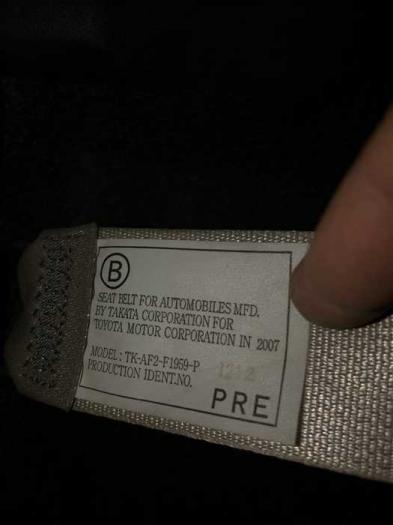 B
SEAT BELT FOR AUTOMOBILES MFD.
BY TAKATA CORPORATION FOR
TOYOTA MOTOR CORPORATION IN 2007
MODEL : TK-AF2-F1959-P
PRODUCTION IDENT.NO. 1212
PRE